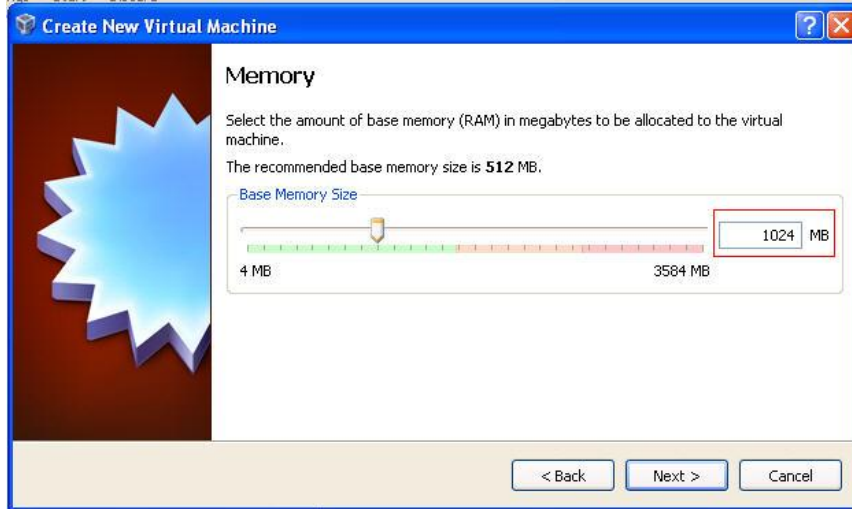 Create New Virtual Machine
Memory
Select the amount of base memory (RAM) in megabytes to be allocated to the virtual
machine.
The recommended base memory size is 512 MB.
Base Memory Size
1024 MB
4 MB 3584 MB
< Back Next > Cancel